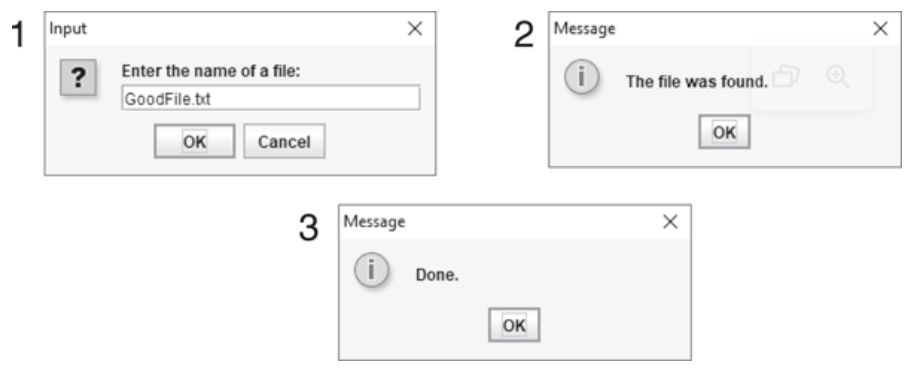 1
Input
?
Enter the name of a file:
GoodFile.txt
OK Cancel
2
Message
i
The file was found.
OK
3
Message
i
Done.
OK